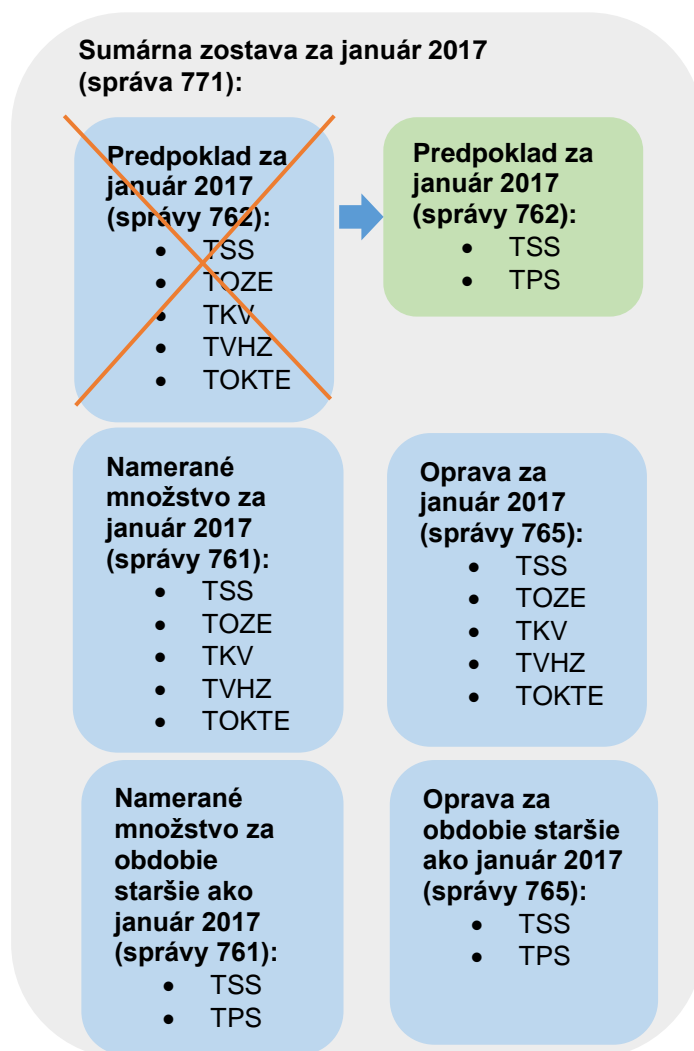 Sumárna zostava za január 2017
(správa 771):
Predpoklad za
január 2017
(správy 762):
• TSS
• TOZE
• TKV
• TVHZ
• TOKTE
Predpoklad za
január 2017
(správy 762):
• TSS
• TPS
Namerané
množstvo za
január 2017
(správy 761):
• TSS
• TOZE
• TKV
• TVHZ
• TOKTE
Oprava za
január 2017
(správy 765):
• TSS
• TOZE
• TKV
• TVHZ
• TOKTE
Namerané
množstvo za
obdobie
staršie ako
január 2017
(správy 761):
• TSS
• TPS
Oprava za
obdobie staršie
ako január 2017
(správy 765):
• TSS
• TPS